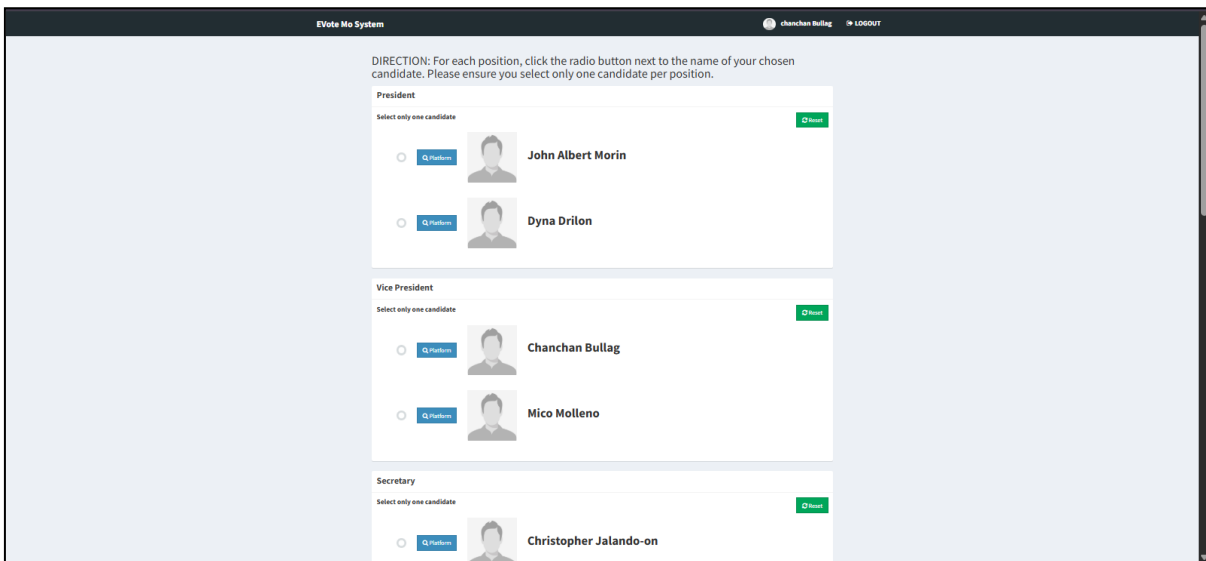 EVote Mo System
chanchan Bullag
LOGOUT
DIRECTION: For each position, click the radio button next to the name of your chosen
candidate. Please ensure you select only one candidate per position.
President
Select only one candidate
Reset
Platform
John Albert Morin
Platform
Dyna Drilon
Vice President
Select only one candidate
Reset
Platform
Chanchan Bullag
Platform
Mico Molleno
Secretary
Select only one candidate
Reset
Platform
Christopher Jalando-on